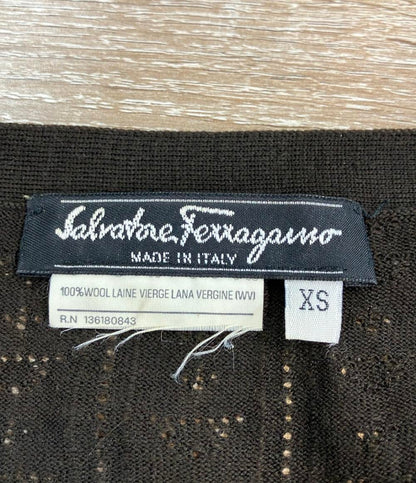 Salvatore Ferragamo
MADE IN ITALY
100% WOOL LAINE VIERGE LANA VERGINE (WV)
R.N 136180843
XS